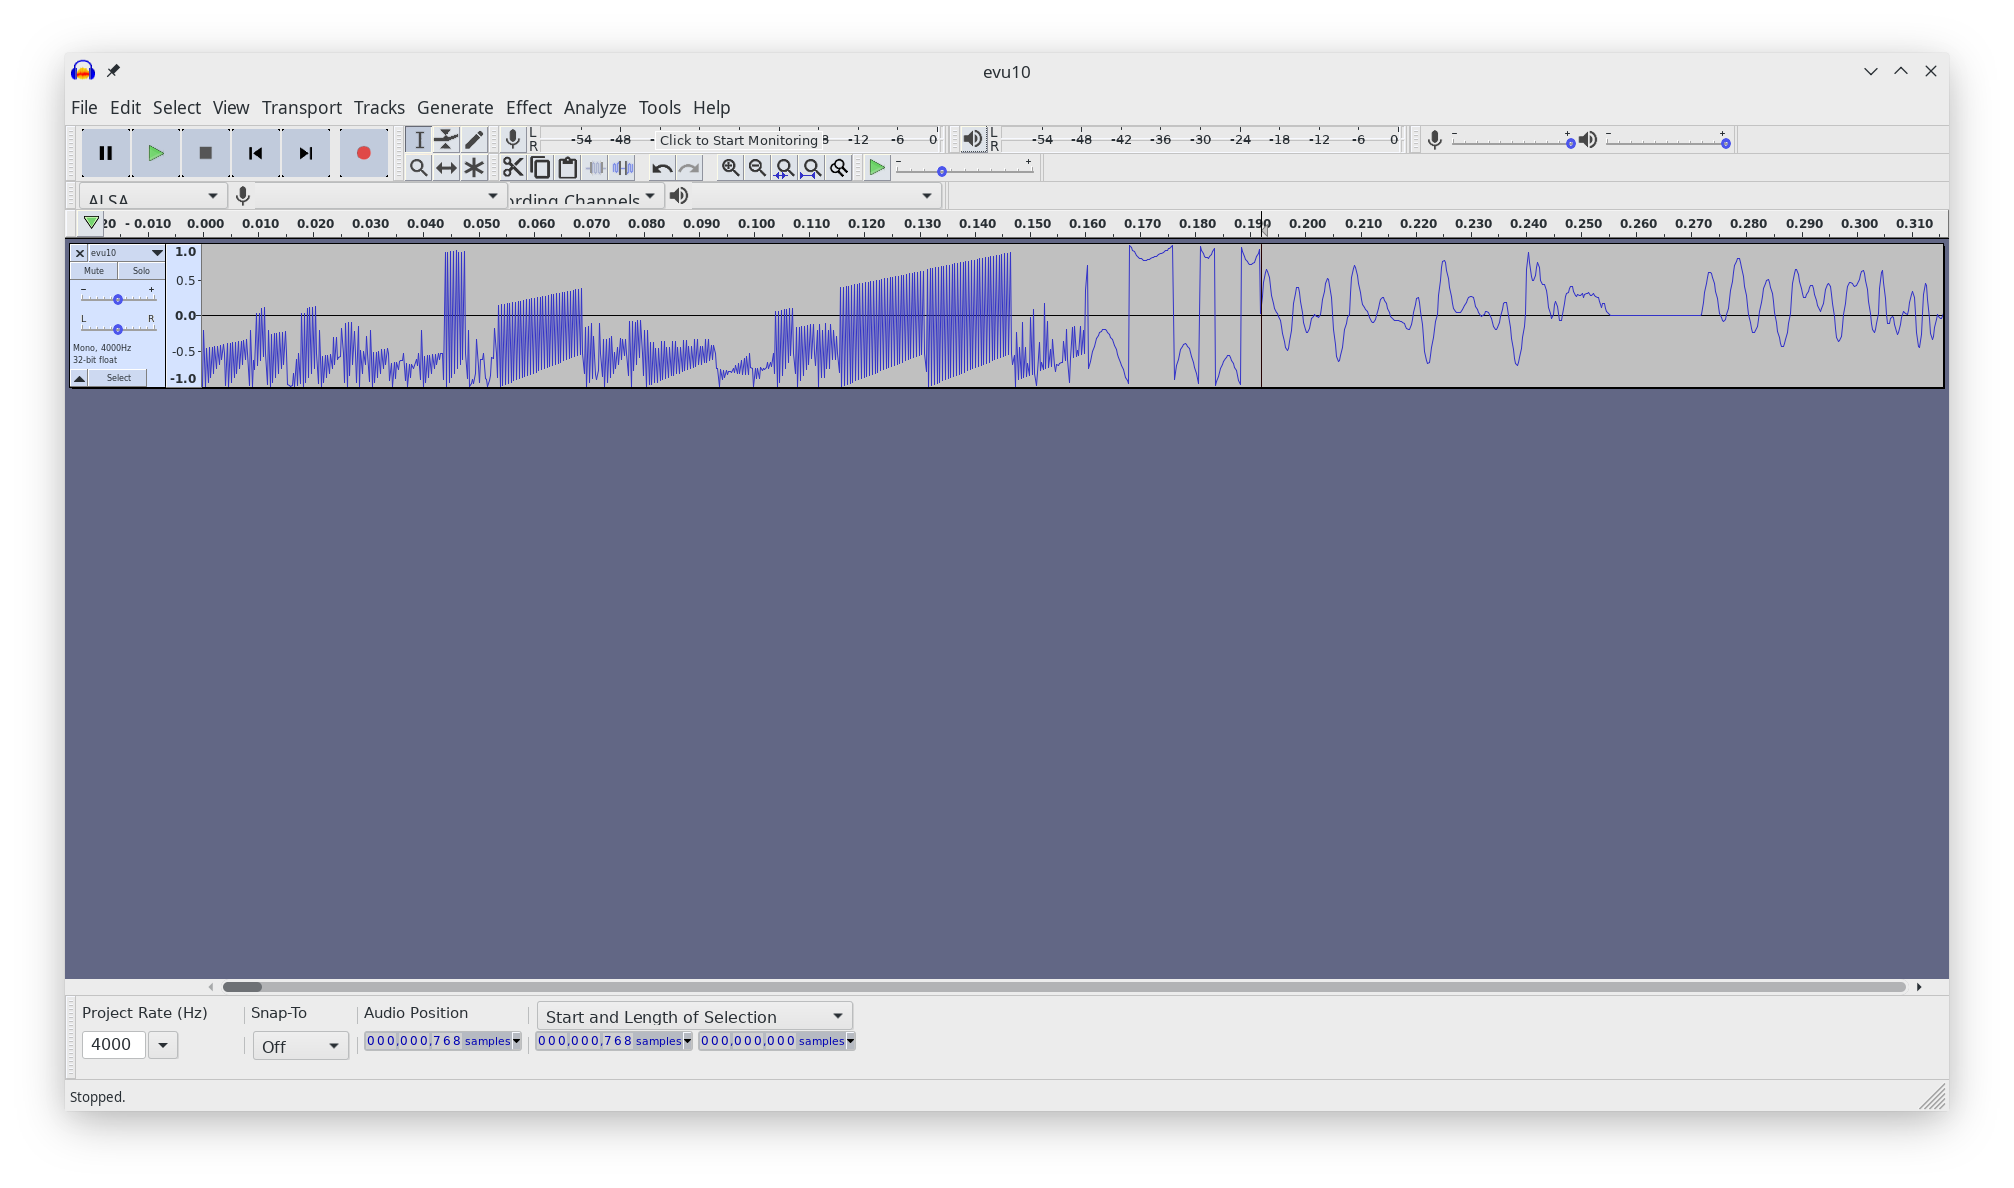 evu10
File Edit Select View Transport Tracks Generate Effect Analyze Tools Help
L R -54 -48 - Click to Start Monitoring 8 -12 -6 0 L R -54 -48 -42 -36 -30 -24 -18 -12 -6 0 - + - +
- +
ALSA ording Channels
20 -0.010 0.000 0.010 0.020 0.030 0.040 0.050 0.060 0.070 0.080 0.090 0.100 0.110 0.120 0.130 0.140 0.150 0.160 0.170 0.180 0.190 0.200 0.210 0.220 0.230 0.240 0.250 0.260 0.270 0.280 0.290 0.300 0.310
evu10 1.0
Mute Solo
- + 0.5
L R 0.0
Mono, 4000Hz
32-bit float -0.5
Select -1.0
Project Rate (Hz) Snap-To Audio Position Start and Length of Selection
4000 Off 000,000,768 samples 000,000,768 samples 000,000,000 samples
Stopped.